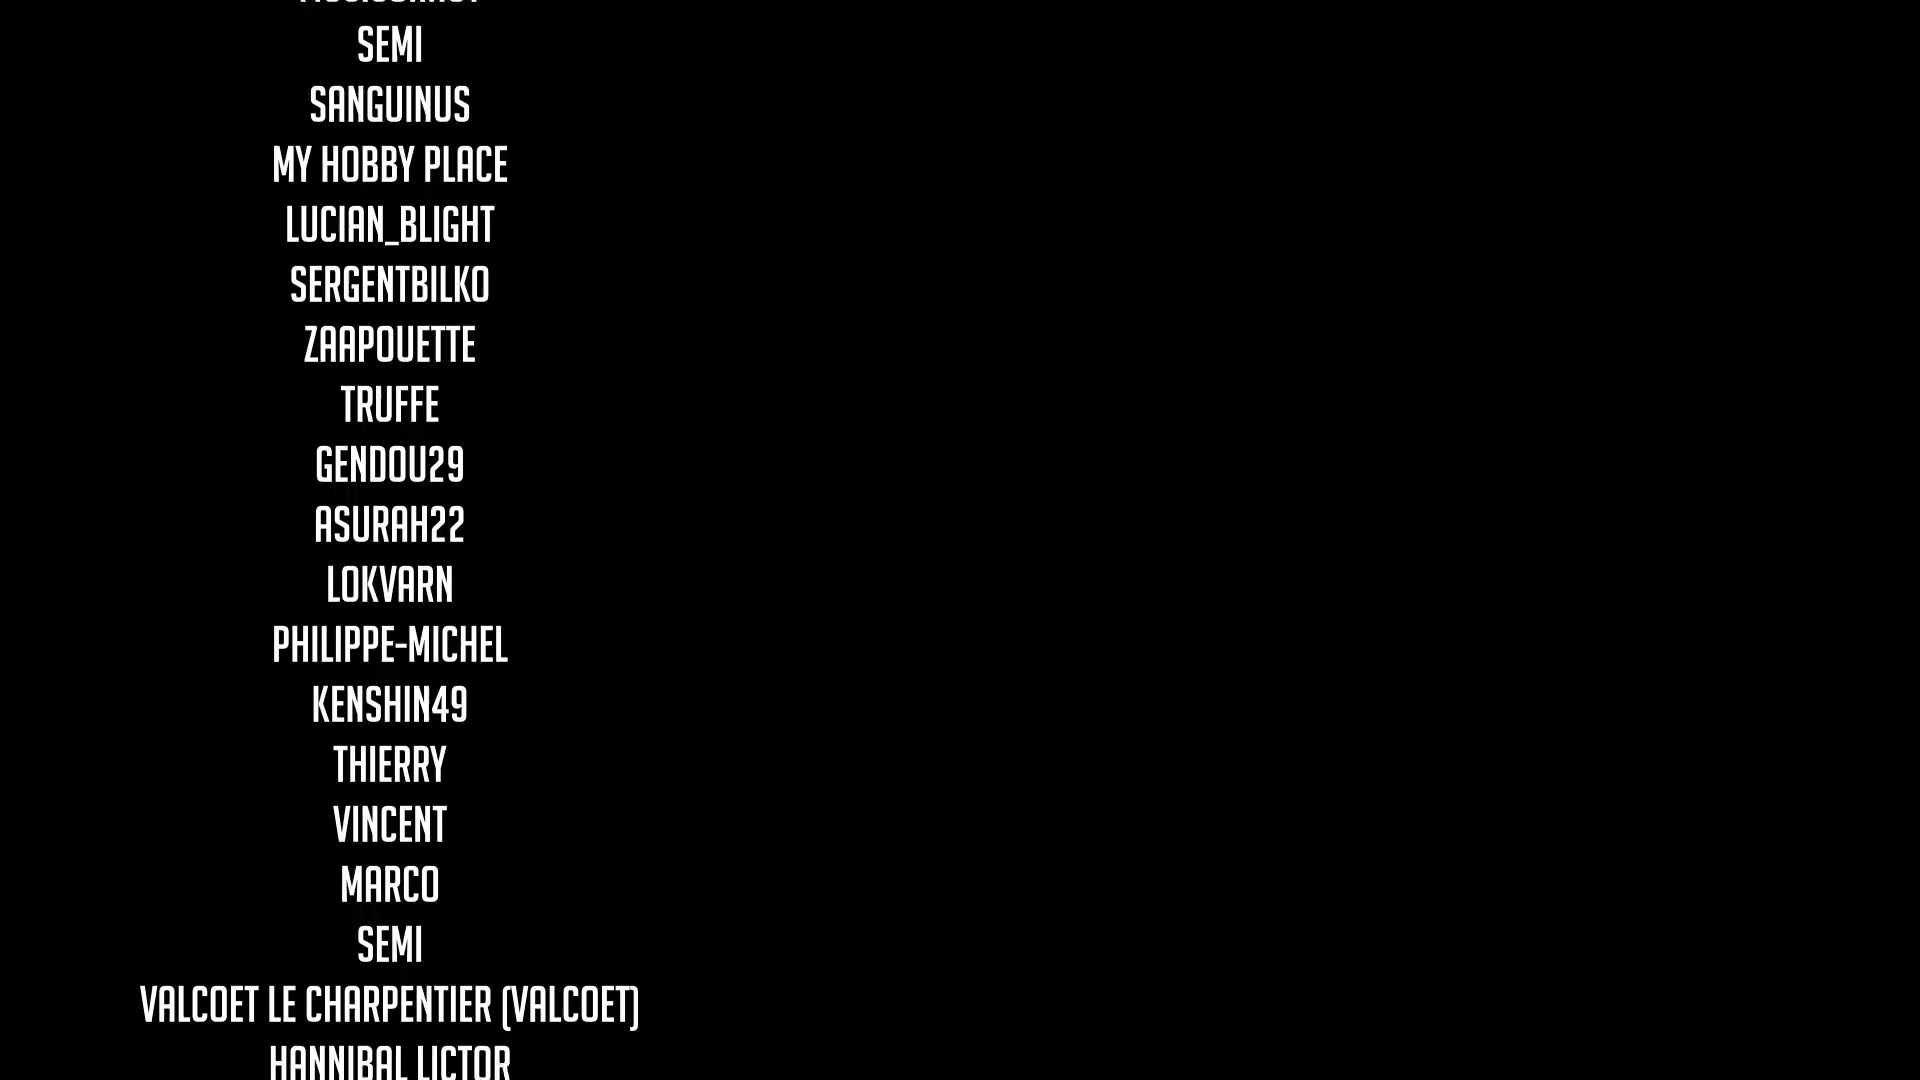 SEMI
SANGUINUS
MY HOBBY PLACE
LUCIAN_BLIGHT
SERGENTBILKO
ZAAPOUETTE
TRUFFE
GENDOU29
ASURAH22
LOKVARN
PHILIPPE-MICHEL
KENSHIN49
THIERRY
VINCENT
MARCO
SEMI
VALCOET LE CHARPENTIER (VALCOET)
HANNIBAL LICTOR